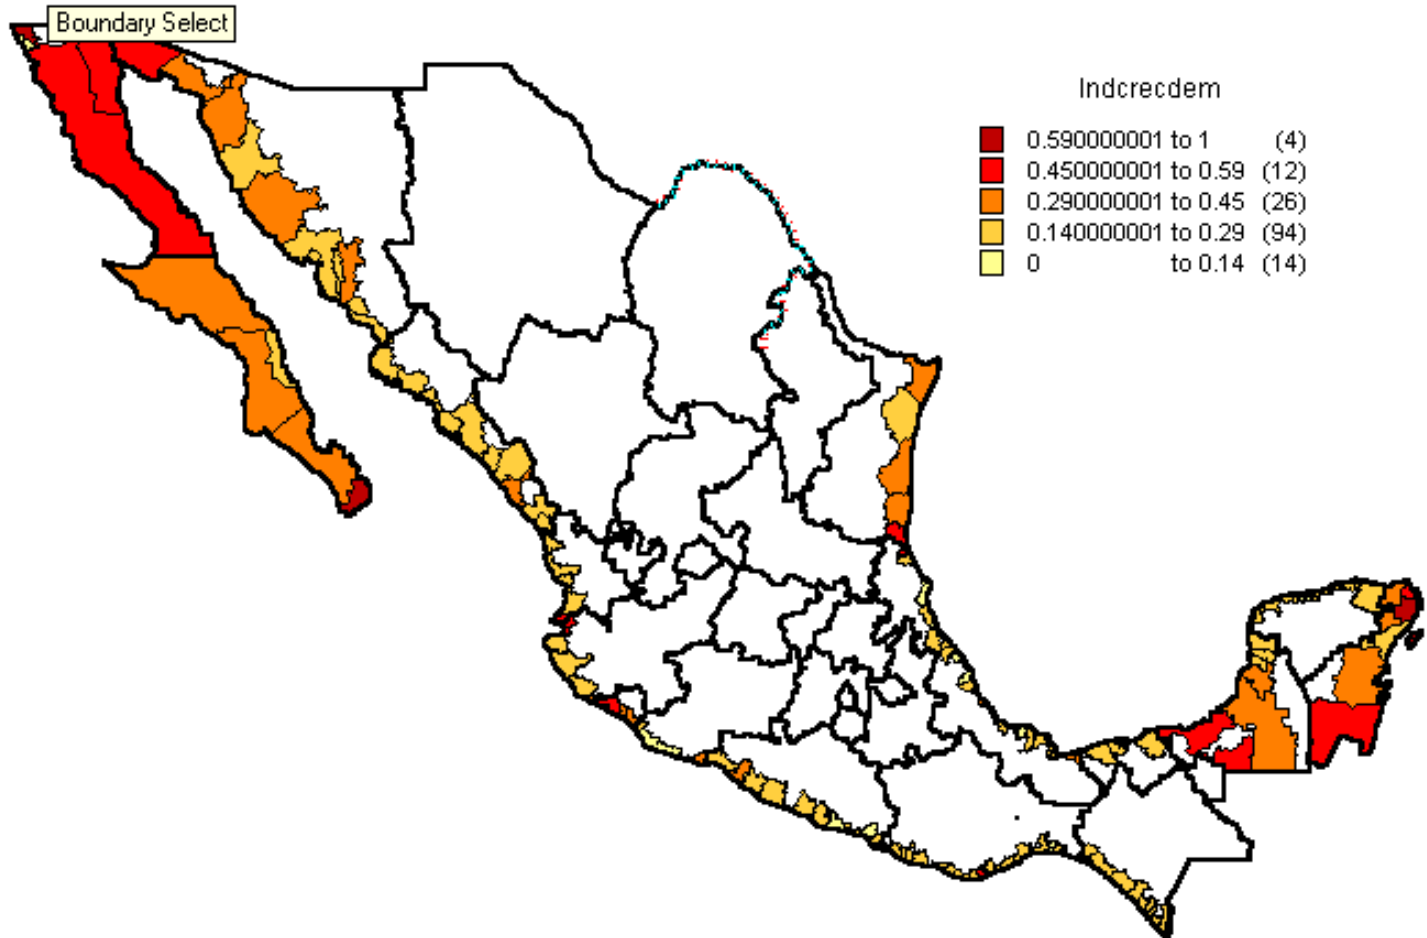 Boundary Select
Indcrecdem
0.590000001 to 1 (4)
0.450000001 to 0.59 (12)
0.290000001 to 0.45 (26)
0.140000001 to 0.29 (94)
0 to 0.14 (14)